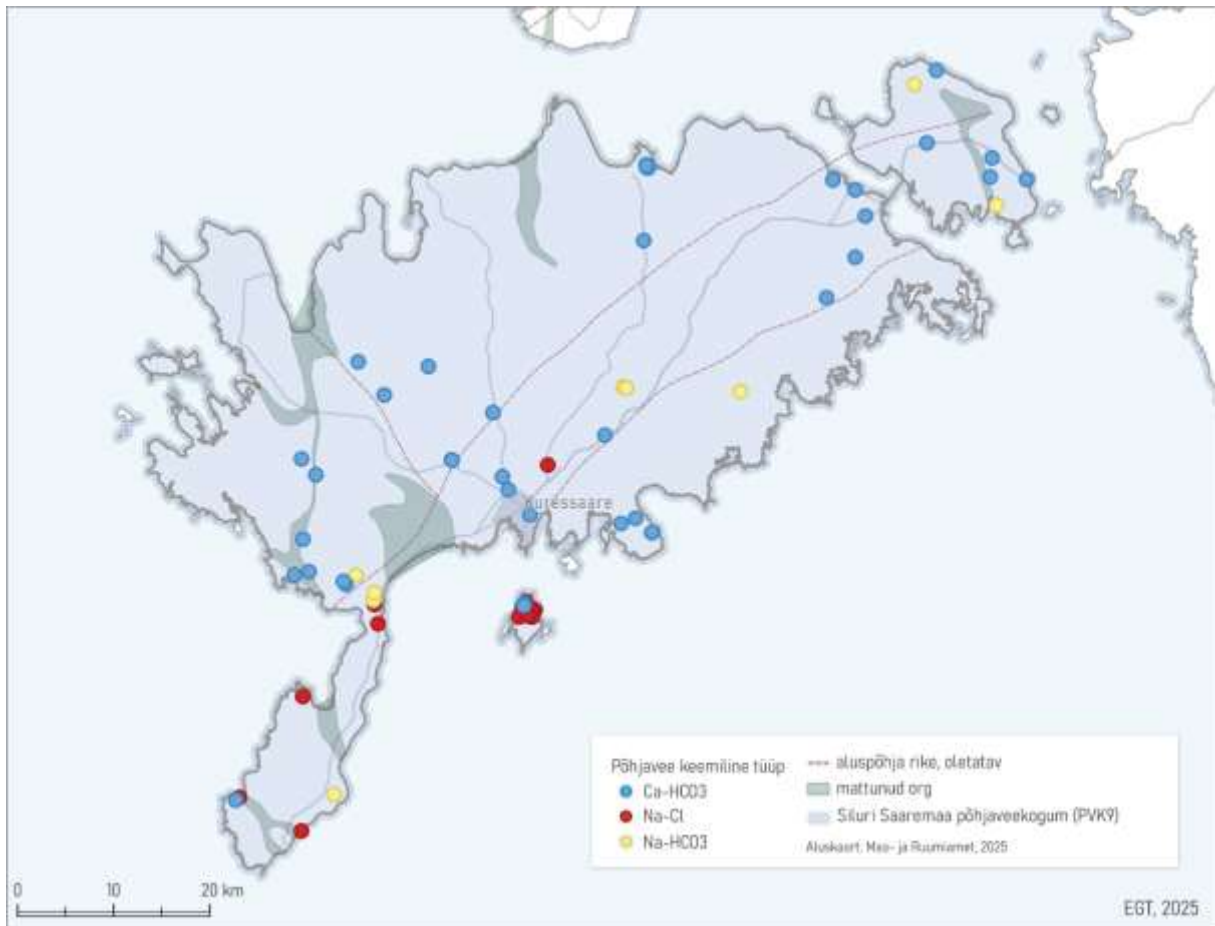 Kuressaare
Põhjavee keemiline tüüp
Ca-HCO3
Na-Cl
Na-HCO3
aluspõhja rike, oletatav
mattunud org
Siluri Saaremaa põhjaveekogum (PVK9)
Aluskaart: Maa- ja Ruumiamet, 2025
0 10 20 km
EGT, 2025